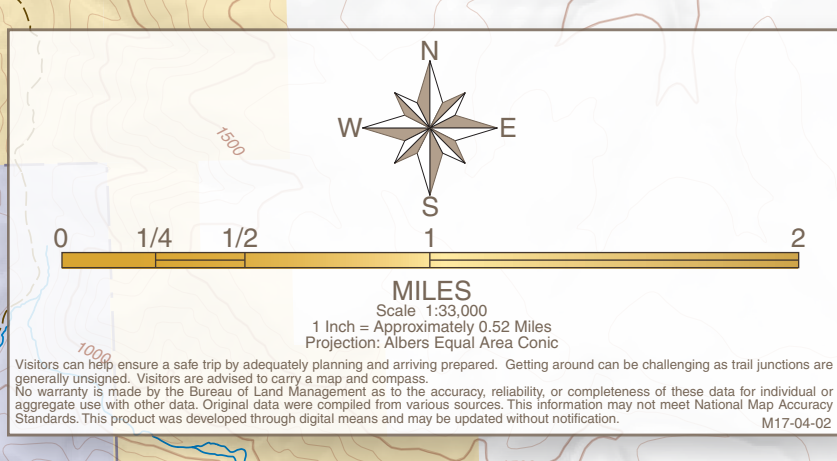 N
1500
W E
S
0 1/4 1/2 1 2
MILES
Scale 1:33,000
1 Inch = Approximately 0.52 Miles
Projection: Albers Equal Area Conic
1000
Visitors can help ensure a safe trip by adequately planning and arriving prepared. Getting around can be challenging as trail junctions are
generally unsigned. Visitors are advised to carry a map and compass.
No warranty is made by the Bureau of Land Management as to the accuracy, reliability, or completeness of these data for individual or
aggregate use with other data. Original data were compiled from various sources. This information may not meet National Map Accuracy
Standards. This product was developed through digital means and may be updated without notification.
M17-04-02